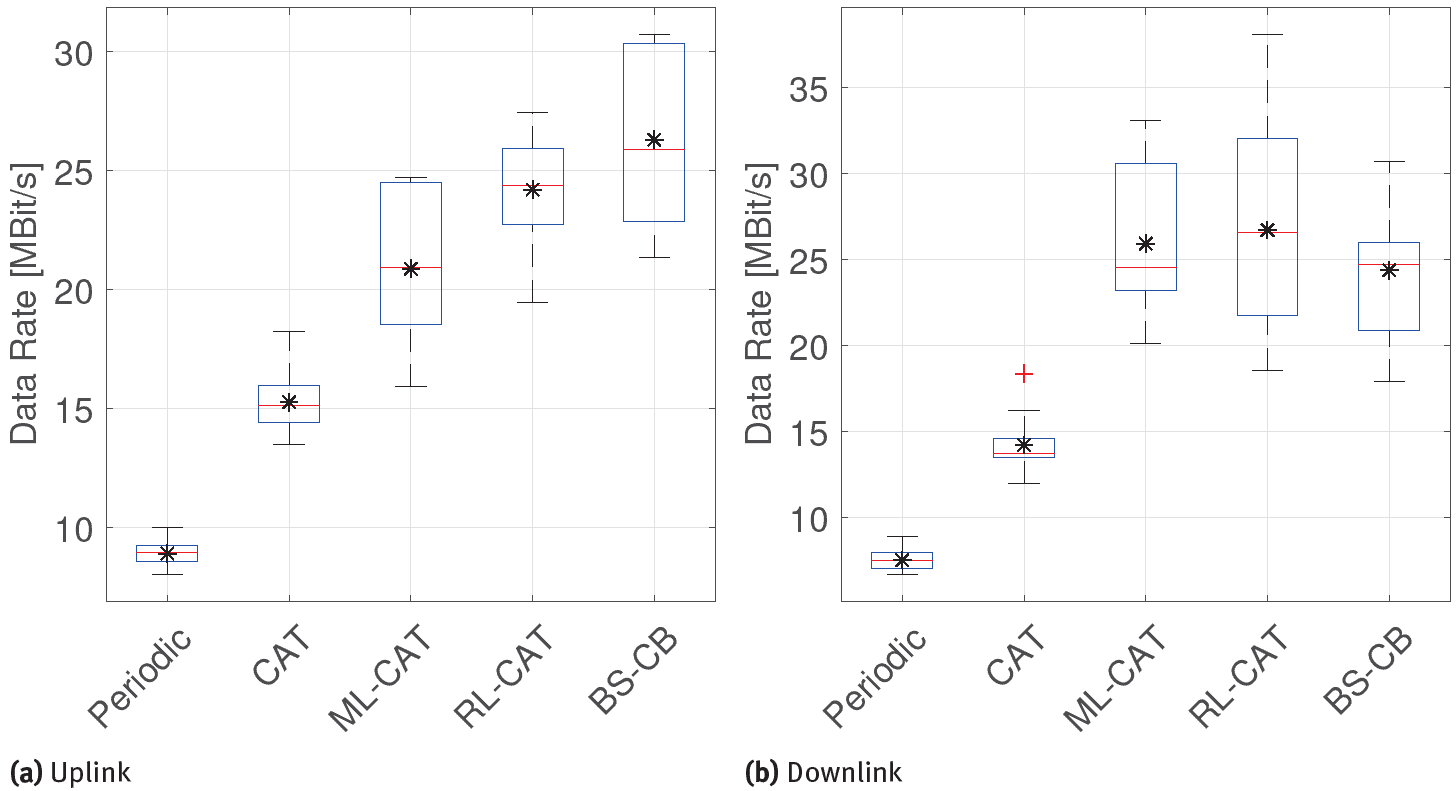 Data Rate [MBit/s]
30
25
20
15
10
Periodic
CAT
ML-CAT
RL-CAT
BS-CB
(a) Uplink
Data Rate [MBit/s]
35
30
25
20
15
10
Periodic
CAT
ML-CAT
RL-CAT
BS-CB
(b) Downlink